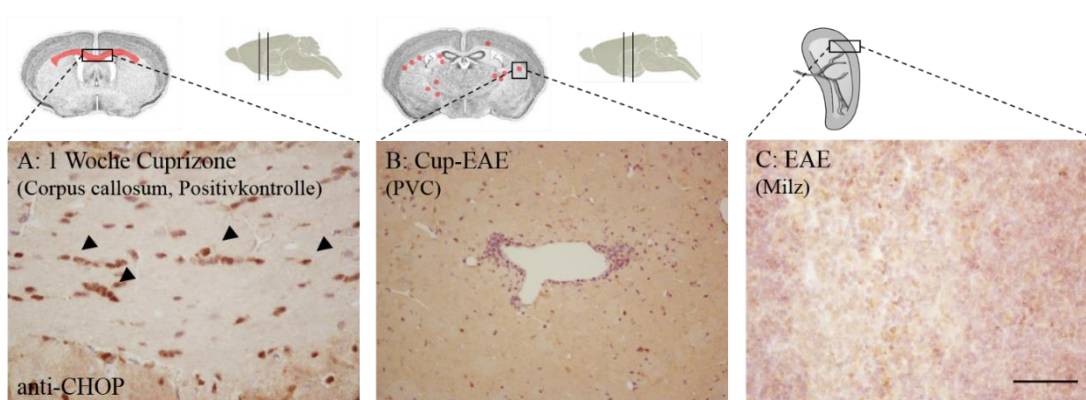 A: 1 Woche Cuprizone
(Corpus callosum, Positivkontrolle)
B: Cup-EAE
(PVC)
C: EAE
(Milz)
anti-CHOP